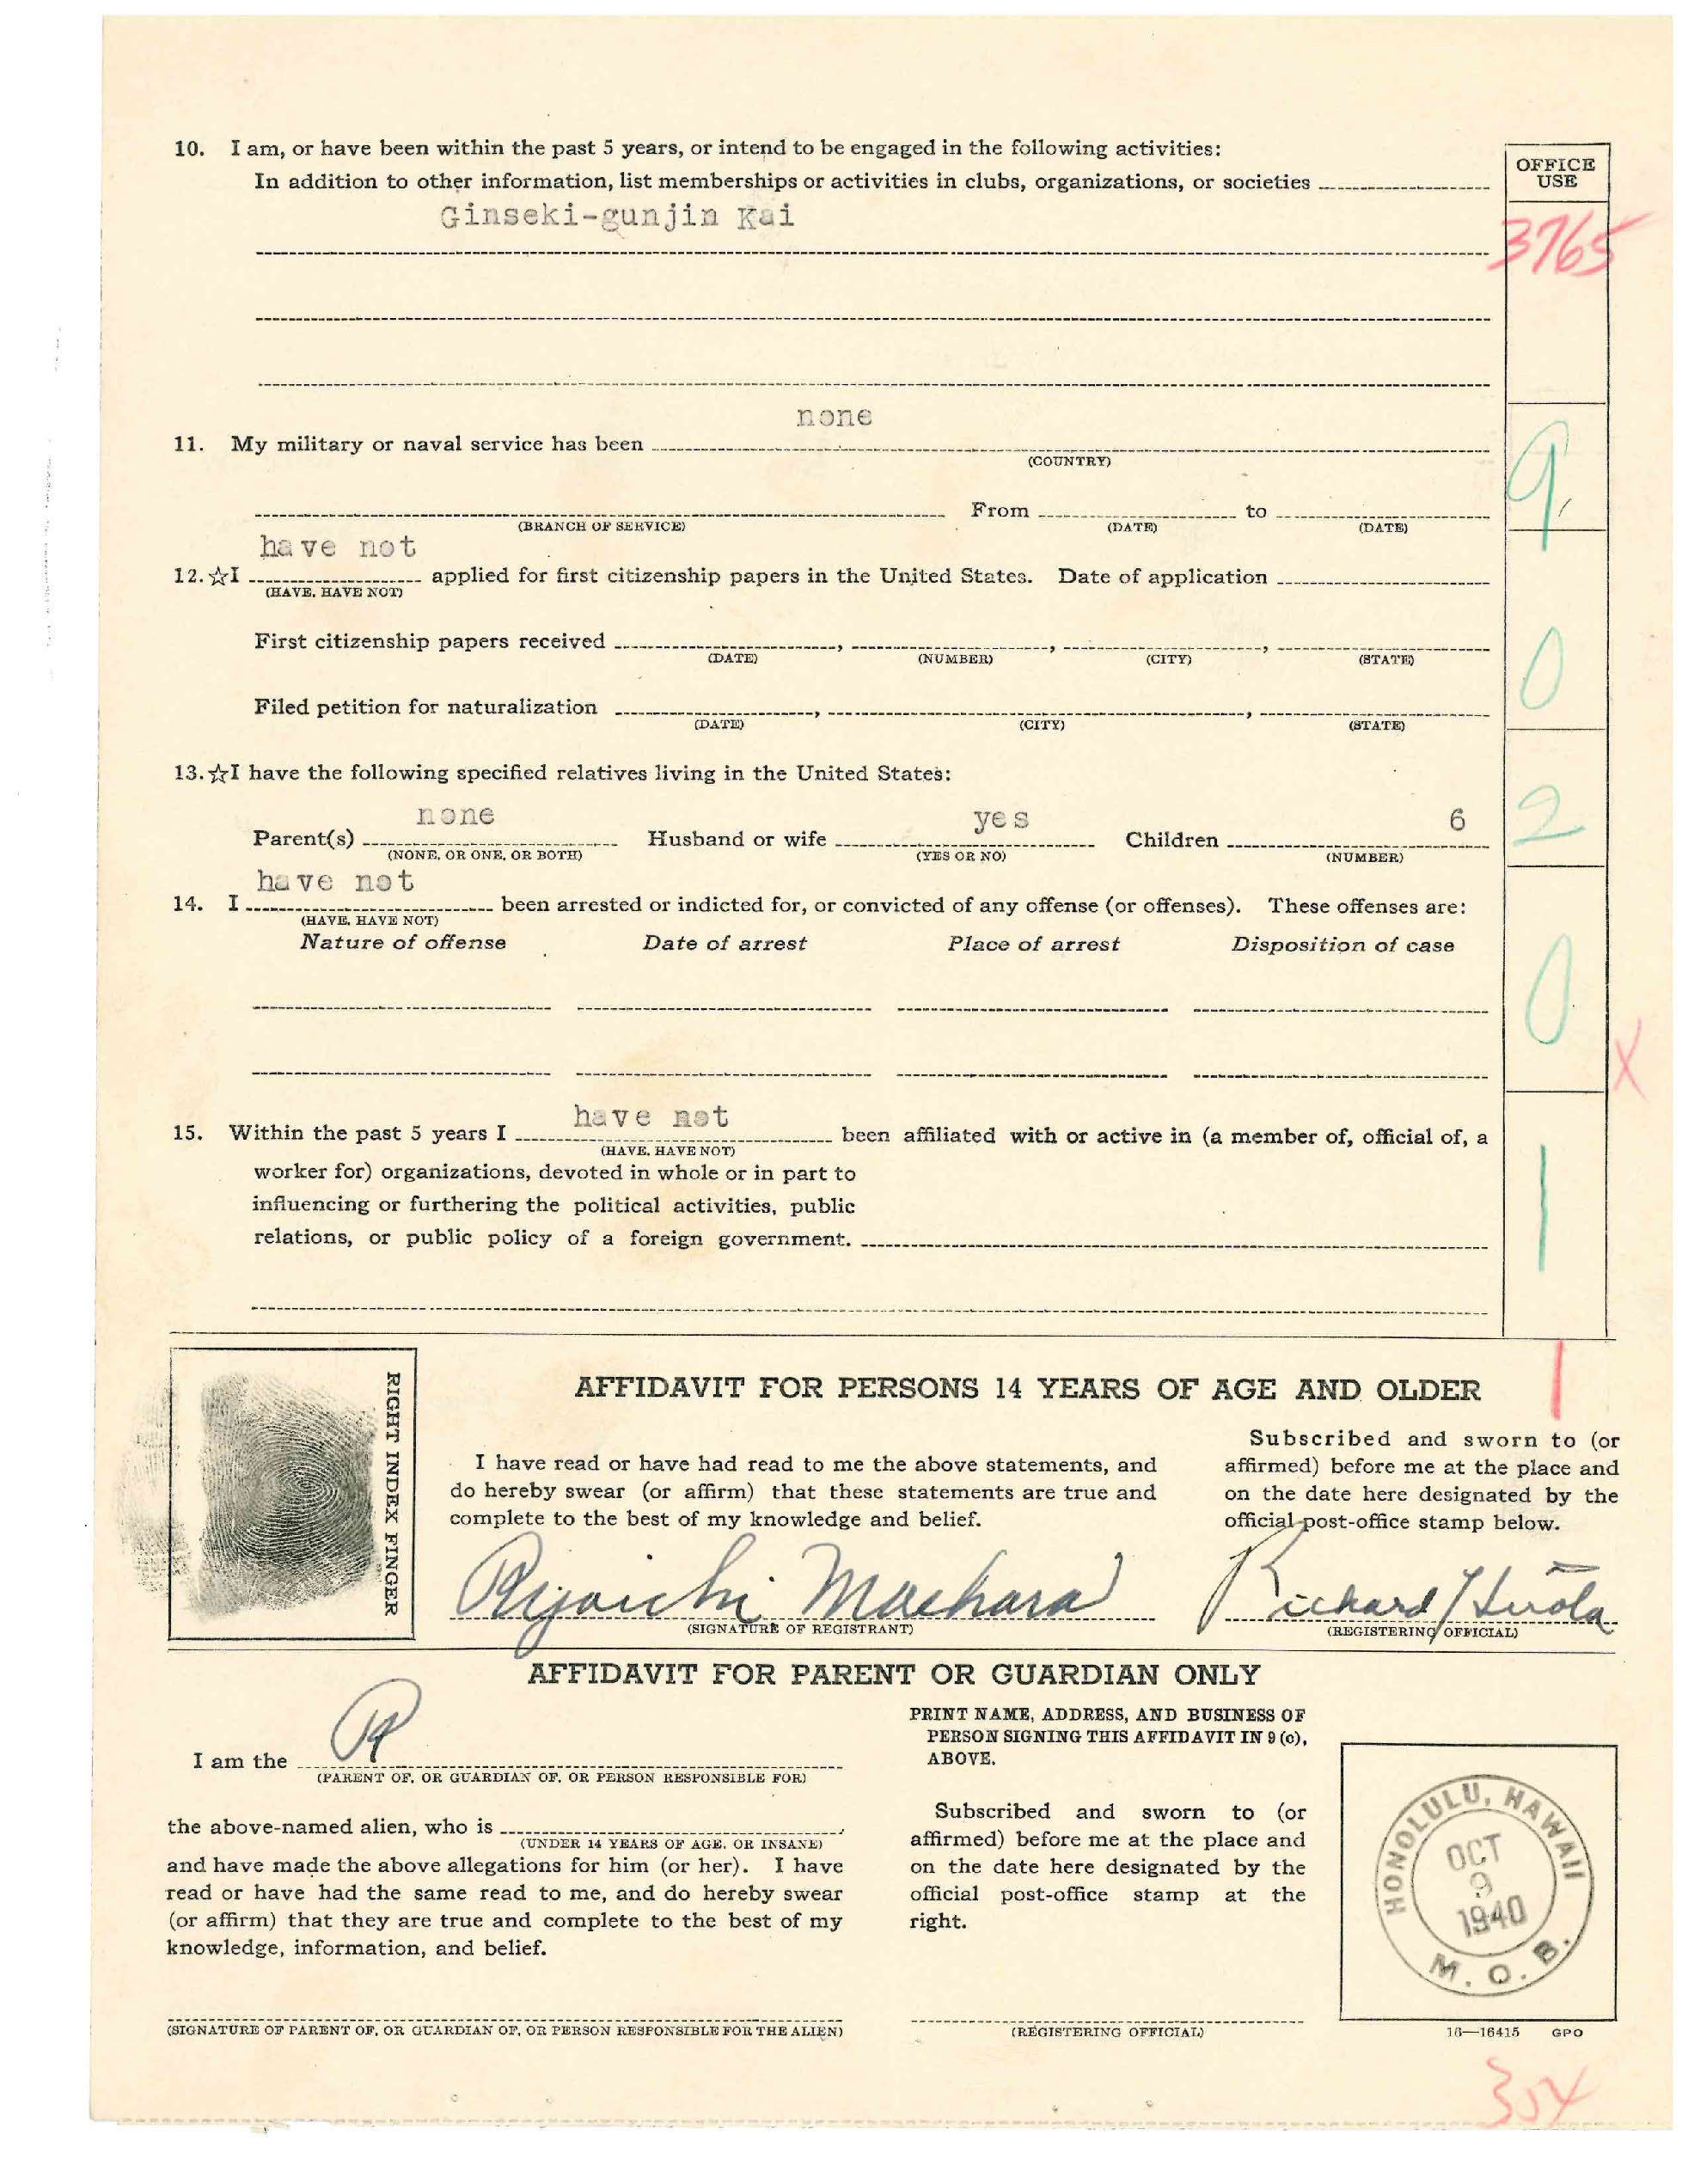 10. I am, or have been within the past 5 years, or intend to be engaged in the following activities:
In addition to other information, list memberships or activities in clubs, organizations, or societies
OFFICE
USE
Ginseki-gunjin Kai
3765
none
11. My military or naval service has been
(COUNTRY)
9
From to
(BRANCH OF SERVICE) (DATE) (DATE)
have not
12. ☆I applied for first citizenship papers in the United States. Date of application
(HAVE, HAVE NOT)
First citizenship papers received , , ,
(DATE) (NUMBER) (CITY) (STATE)
0
Filed petition for naturalization , ,
(DATE) (CITY) (STATE)
13. ☆I have the following specified relatives living in the United States:
none yes 6
2
Parent(s) Husband or wife Children
(NONE, OR ONE, OR BOTH) (YES OR NO) (NUMBER)
have not
14. I been arrested or indicted for, or convicted of any offense (or offenses). These offenses are:
(HAVE, HAVE NOT)
Nature of offense Date of arrest Place of arrest Disposition of case
0
X
have not
15. Within the past 5 years I been affiliated with or active in (a member of, official of, a
(HAVE, HAVE NOT)
worker for) organizations, devoted in whole or in part to
influencing or furthering the political activities, public
relations, or public policy of a foreign government.
1
1
RIGHT INDEX FINGER
AFFIDAVIT FOR PERSONS 14 YEARS OF AGE AND OLDER
I have read or have had read to me the above statements, and
do hereby swear (or affirm) that these statements are true and
complete to the best of my knowledge and belief.
Subscribed and sworn to (or
affirmed) before me at the place and
on the date here designated by the
official post-office stamp below.
Ryoichi Maehara
(SIGNATURE OF REGISTRANT)
Richard Hirota
(REGISTERING OFFICIAL)
AFFIDAVIT FOR PARENT OR GUARDIAN ONLY
I am the
(PARENT OF, OR GUARDIAN OF, OR PERSON RESPONSIBLE FOR)
the above-named alien, who is
(UNDER 14 YEARS OF AGE, OR INSANE)
and have made the above allegations for him (or her). I have
read or have had the same read to me, and do hereby swear
(or affirm) that they are true and complete to the best of my
knowledge, information, and belief.
(SIGNATURE OF PARENT OF, OR GUARDIAN OF, OR PERSON RESPONSIBLE FOR THE ALIEN)
PRINT NAME, ADDRESS, AND BUSINESS OF
PERSON SIGNING THIS AFFIDAVIT IN 9 (c),
ABOVE.
Subscribed and sworn to (or
affirmed) before me at the place and
on the date here designated by the
official post-office stamp at the
right.
(REGISTERING OFFICIAL)
HONOLULU, HAWAII
OCT
9
1940
M. O. B.
16—16415 GPO